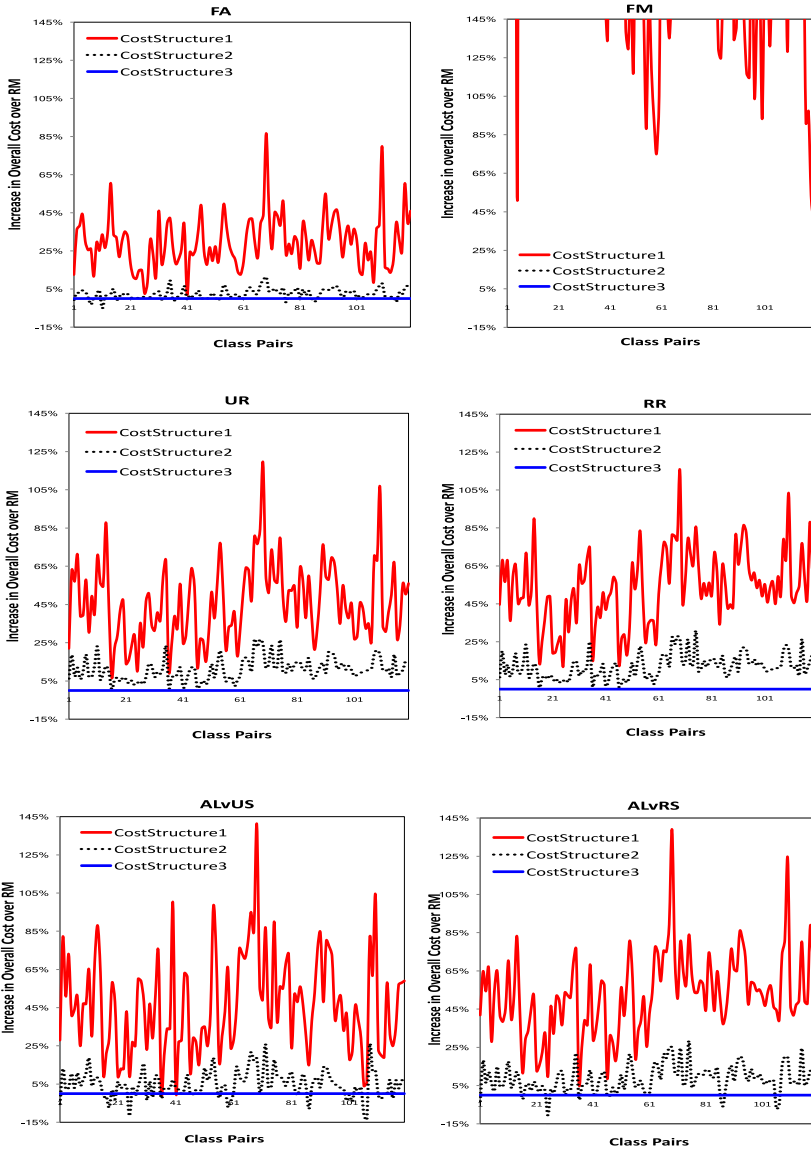 FA
145%
125%
105%
85%
65%
45%
25%
5%
-15%
Increase in Overall Cost over RM
CostStructure1
CostStructure2
CostStructure3
1 21 41 61 81 101
Class Pairs
FM
145%
125%
105%
85%
65%
45%
25%
5%
-15%
Increase in Overall Cost over RM
CostStructure1
CostStructure2
CostStructure3
1 21 41 61 81 101
Class Pairs
UR
145%
125%
105%
85%
65%
45%
25%
5%
-15%
Increase in Overall Cost over RM
CostStructure1
CostStructure2
CostStructure3
1 21 41 61 81 101
Class Pairs
RR
145%
125%
105%
85%
65%
45%
25%
5%
-15%
Increase in Overall Cost over RM
CostStructure1
CostStructure2
CostStructure3
1 21 41 61 81 101
Class Pairs
ALvUS
145%
125%
105%
85%
65%
45%
25%
5%
-15%
Increase in Overall Cost over RM
CostStructure1
CostStructure2
CostStructure3
1 21 41 61 81 101
Class Pairs
ALvRS
145%
125%
105%
85%
65%
45%
25%
5%
-15%
Increase in Overall Cost over RM
CostStructure1
CostStructure2
CostStructure3
1 21 41 61 81 101
Class Pairs